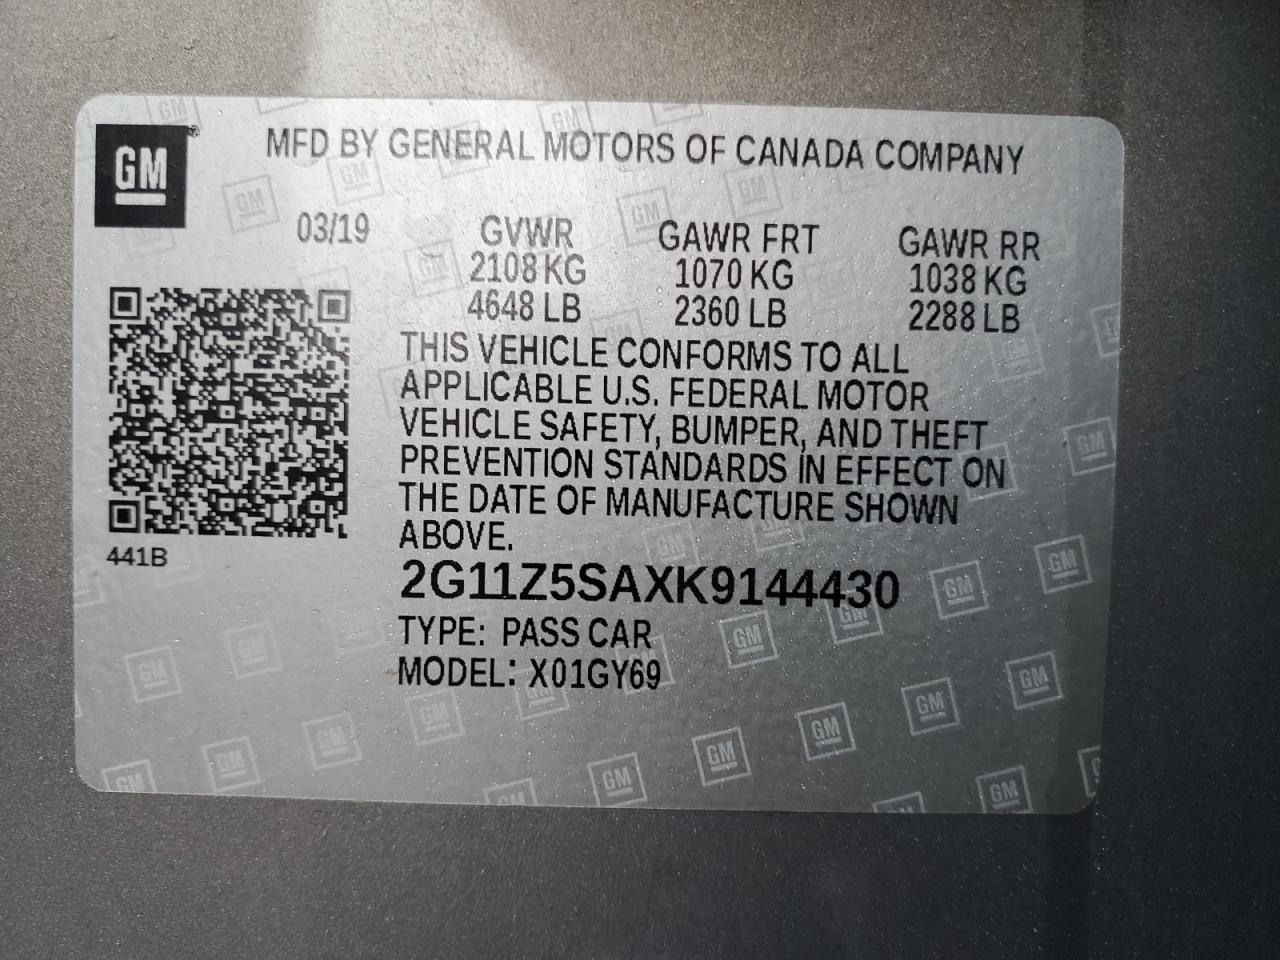 GM
MFD BY GENERAL MOTORS OF CANADA COMPANY
03/19 GVWR GAWR FRT GAWR RR
2108 KG 1070 KG 1038 KG
4648 LB 2360 LB 2288 LB
THIS VEHICLE CONFORMS TO ALL
APPLICABLE U.S. FEDERAL MOTOR
VEHICLE SAFETY, BUMPER, AND THEFT
PREVENTION STANDARDS IN EFFECT ON
THE DATE OF MANUFACTURE SHOWN
ABOVE.
441B
2G11Z5SAXK9144430
TYPE: PASS CAR
MODEL: X01GY69